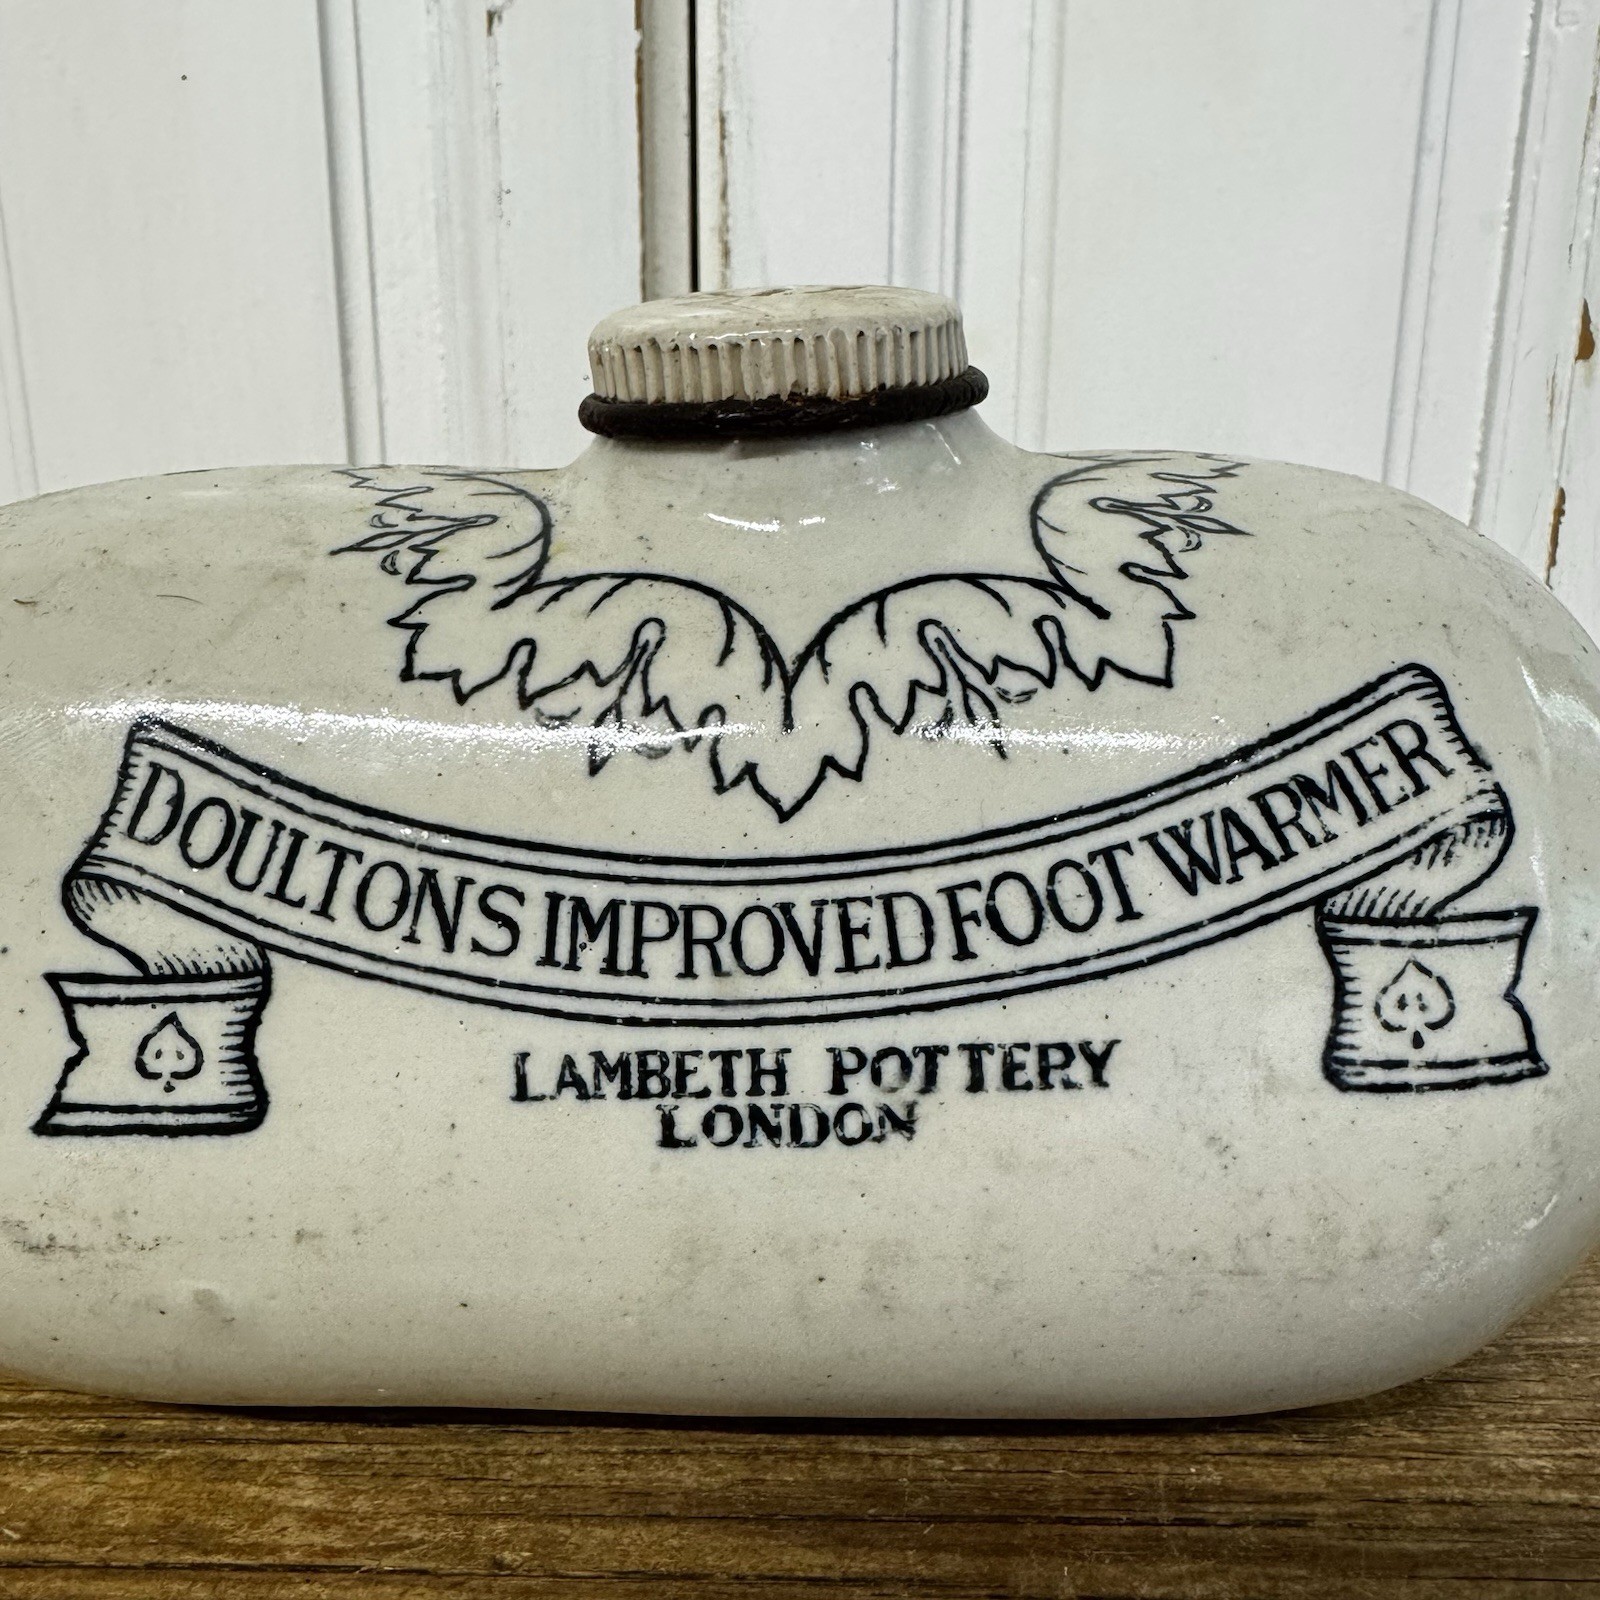 DOULTONS IMPROVED FOOT WARMER
LAMBETH POTTERY
LONDON